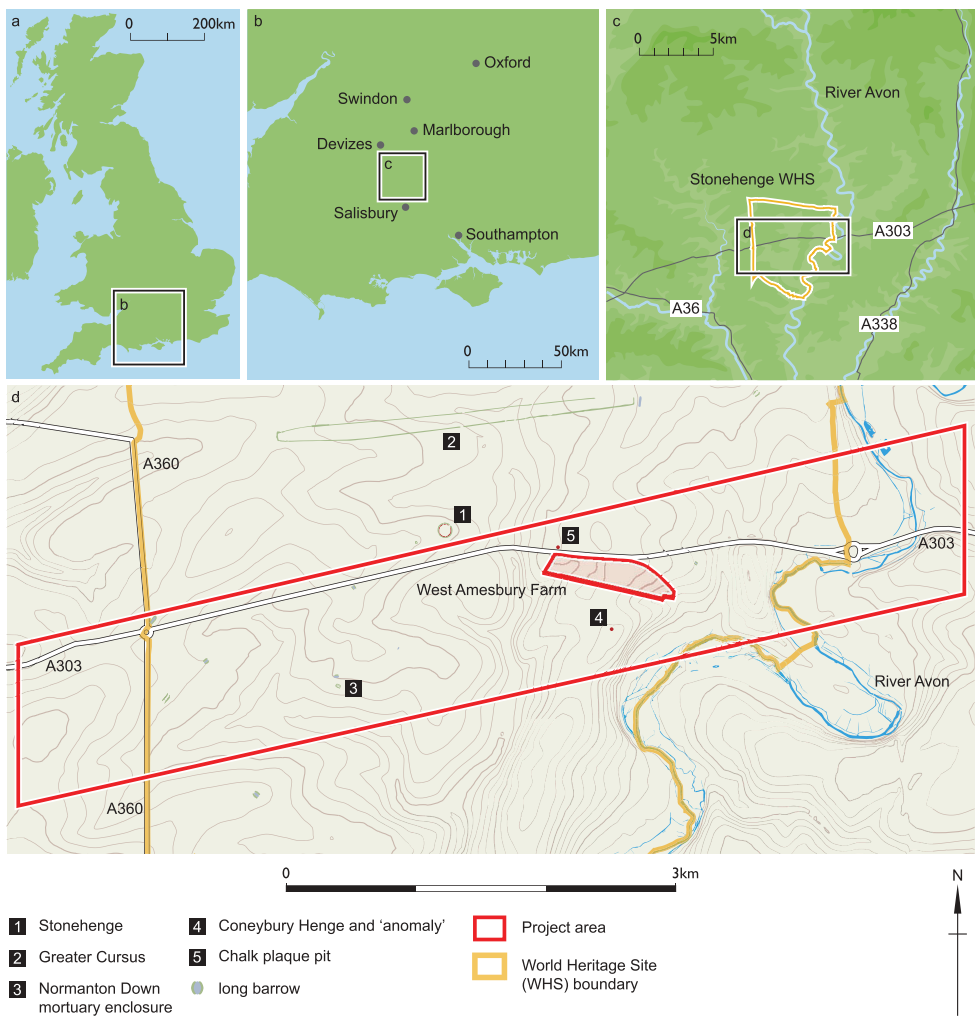 a
0 200km
b
b
Oxford
Swindon
Marlborough
Devizes
c
Salisbury
Southampton
0 50km
c
0 5km
River Avon
Stonehenge WHS
A303
d
A36
A338
d
2
A360
1
5
A303
West Amesbury Farm
4
A303
River Avon
3
A360
0 3km
N
1 Stonehenge
2 Greater Cursus
3 Normanton Down
mortuary enclosure
4 Coneybury Henge and ‘anomaly’
5 Chalk plaque pit
long barrow
Project area
World Heritage Site
(WHS) boundary